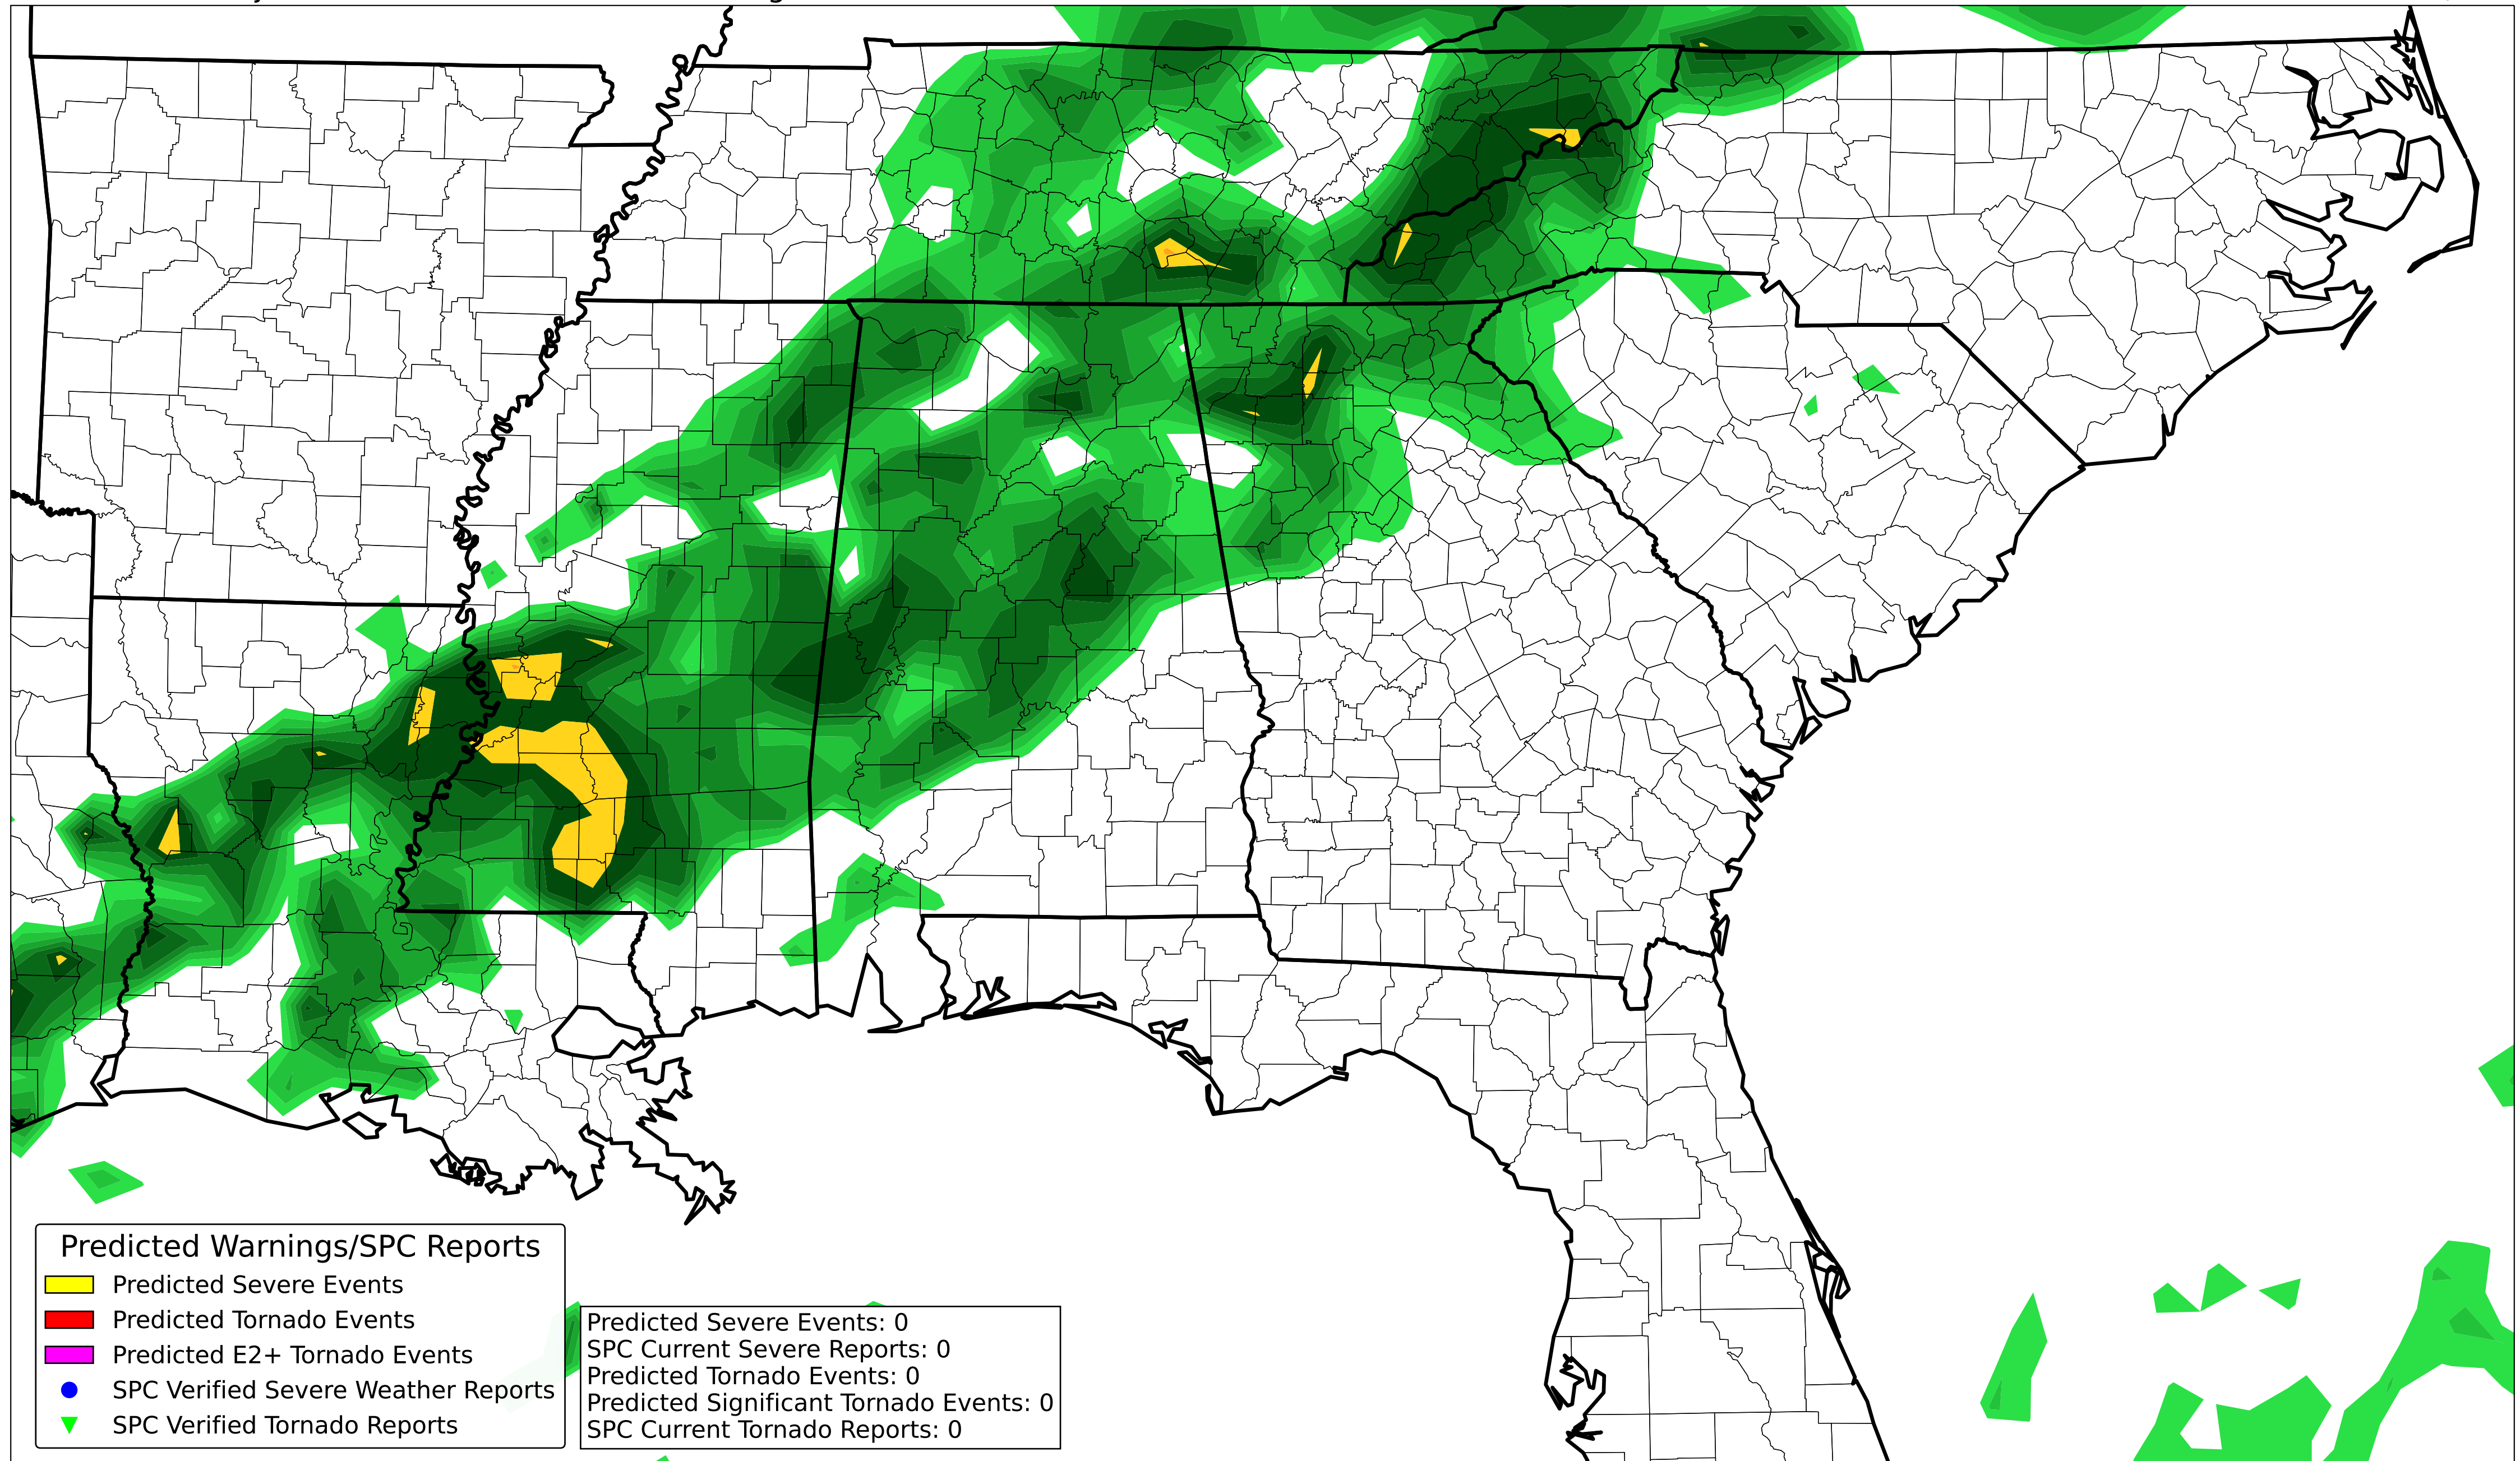 Predicted Warnings/SPC Reports
Predicted Severe Events
Predicted Tornado Events
Predicted E2+ Tornado Events
SPC Verified Severe Weather Reports
SPC Verified Tornado Reports
Predicted Severe Events: 0
SPC Current Severe Reports: 0
Predicted Tornado Events: 0
Predicted Significant Tornado Events: 0
SPC Current Tornado Reports: 0